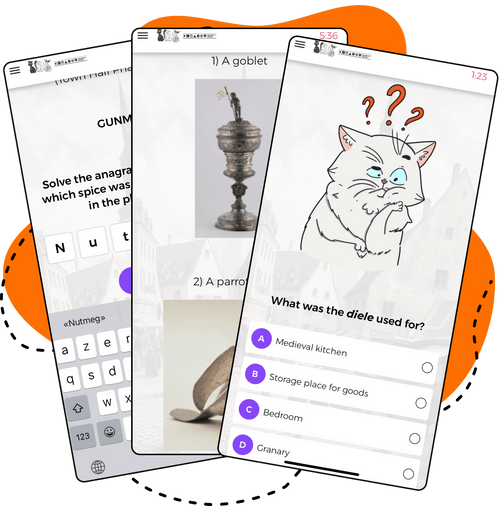 (Town Hall Pha
GUNM
Solve the anagra
which spice was
in the p
N u t
«Nutmeg»
a z e r
q s d
w x
123
5:36
1) A goblet
2) A parro
1:23
? ? ?
What was the diele used for?
A Medieval kitchen
B Storage place for goods
C Bedroom
D Granary